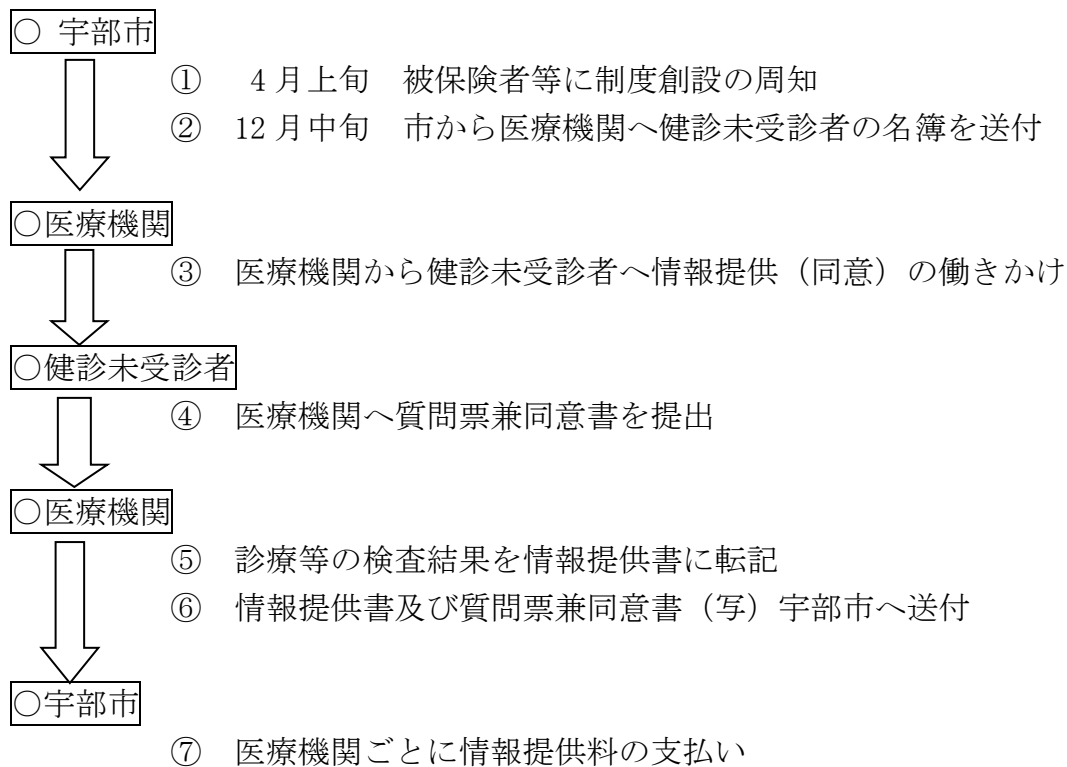 ○ 宇部市
① 4月上旬 被保険者等に制度創設の周知
② 12月中旬 市から医療機関へ健診未受診者の名簿を送付
○医療機関
③ 医療機関から健診未受診者へ情報提供（同意）の働きかけ
○健診未受診者
④ 医療機関へ質問票兼同意書を提出
○医療機関
⑤ 診療等の検査結果を情報提供書に転記
⑥ 情報提供書及び質問票兼同意書（写）宇部市へ送付
○宇部市
⑦ 医療機関ごとに情報提供料の支払い